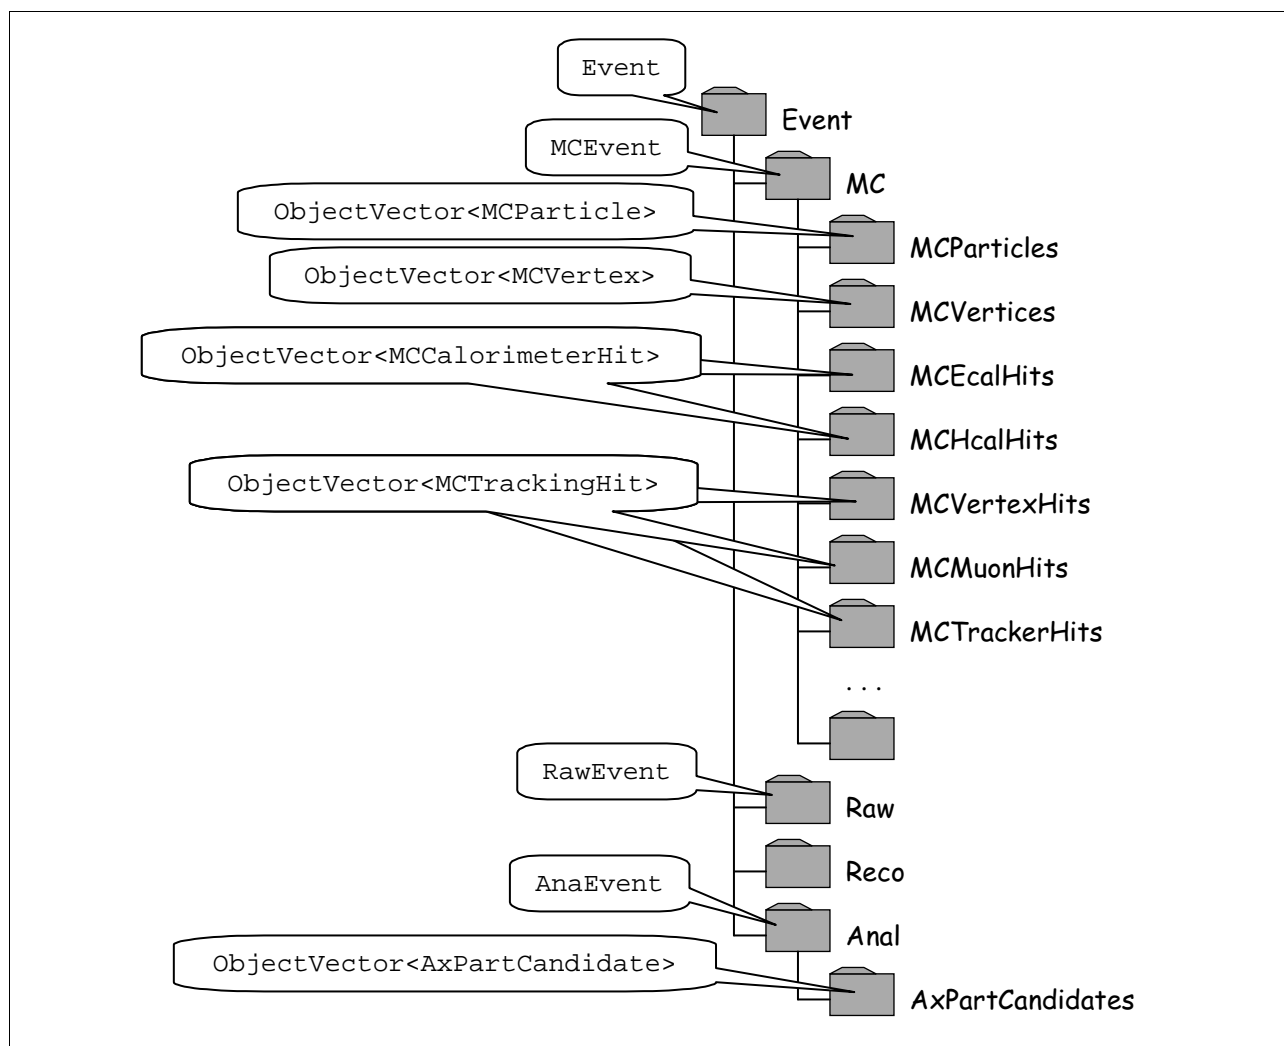 Event
Event
MCEvent
MC
ObjectVector<MCParticle>
MCParticles
ObjectVector<MCVertex>
MCVertices
ObjectVector<MCCalorimeterHit>
MCEcalHits
MCHcalHits
ObjectVector<MCTrackingHit>
MCVertexHits
MCMuonHits
MCTrackerHits
...
RawEvent
Raw
Reco
AnaEvent
Anal
ObjectVector<AxPartCandidate>
AxPartCandidates